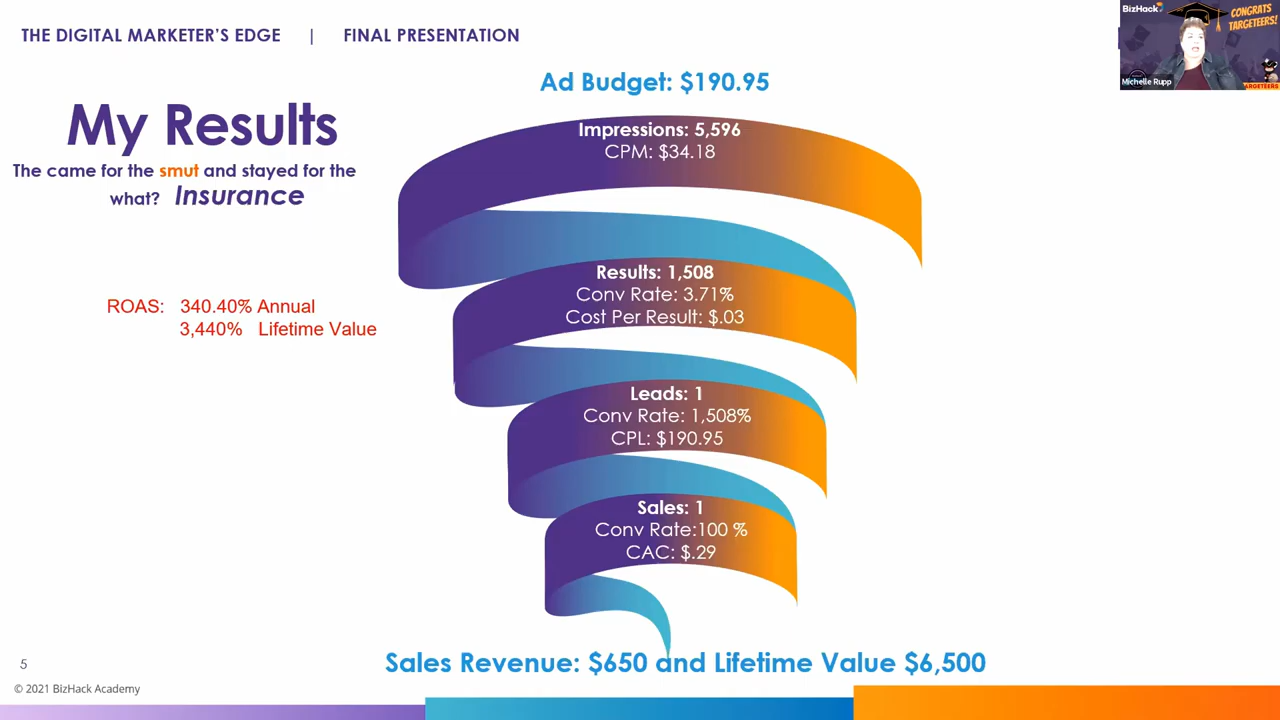 THE DIGITAL MARKETER'S EDGE | FINAL PRESENTATION
BizHack
CONGRATS
TARGETEERS!
Michelle Rupp
ARGETEERS
My Results
The came for the smut and stayed for the
what? Insurance
ROAS: 340.40% Annual
3,440% Lifetime Value
Ad Budget: $190.95
Impressions: 5,596
CPM: $34.18
Results: 1,508
Conv Rate: 3.71%
Cost Per Result: $.03
Leads: 1
Conv Rate: 1,508%
CPL: $190.95
Sales: 1
Conv Rate:100 %
CAC: $.29
Sales Revenue: $650 and Lifetime Value $6,500
5
© 2021 BizHack Academy